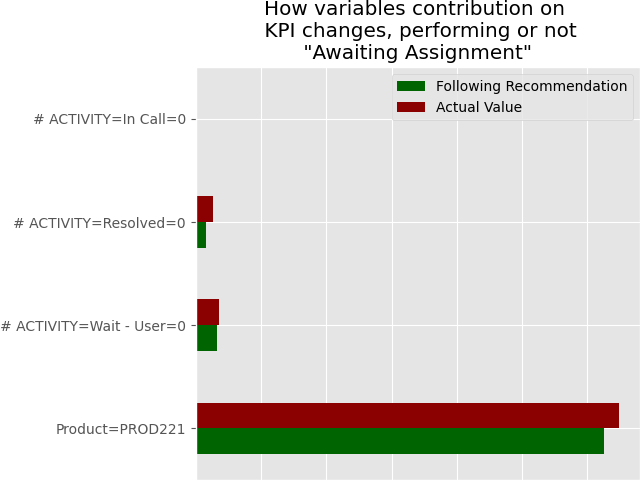 How variables contribution on
KPI changes, performing or not
"Awaiting Assignment"
Following Recommendation
Actual Value
# ACTIVITY=In Call=0
# ACTIVITY=Resolved=0
# ACTIVITY=Wait - User=0
Product=PROD221